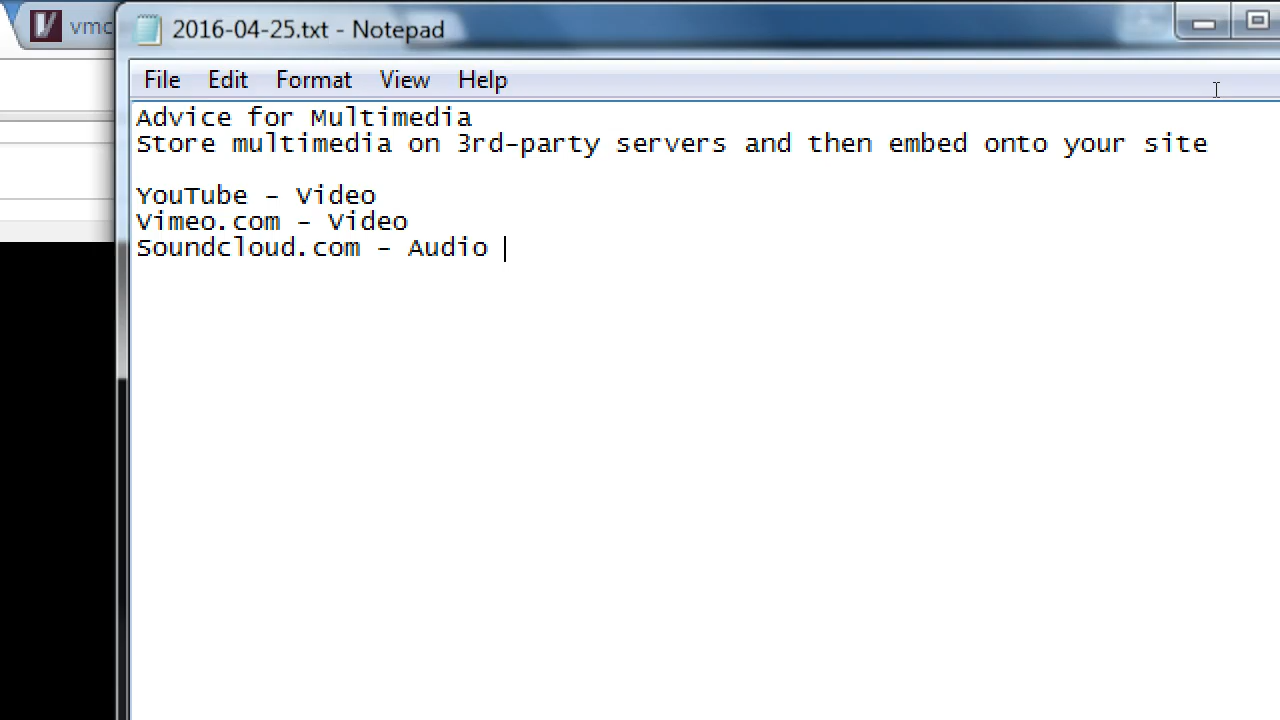 vmc
2016-04-25.txt - Notepad
File Edit Format View Help
Advice for Multimedia
Store multimedia on 3rd-party servers and then embed onto your site
YouTube - Video
Vimeo.com - Video
Soundcloud.com - Audio